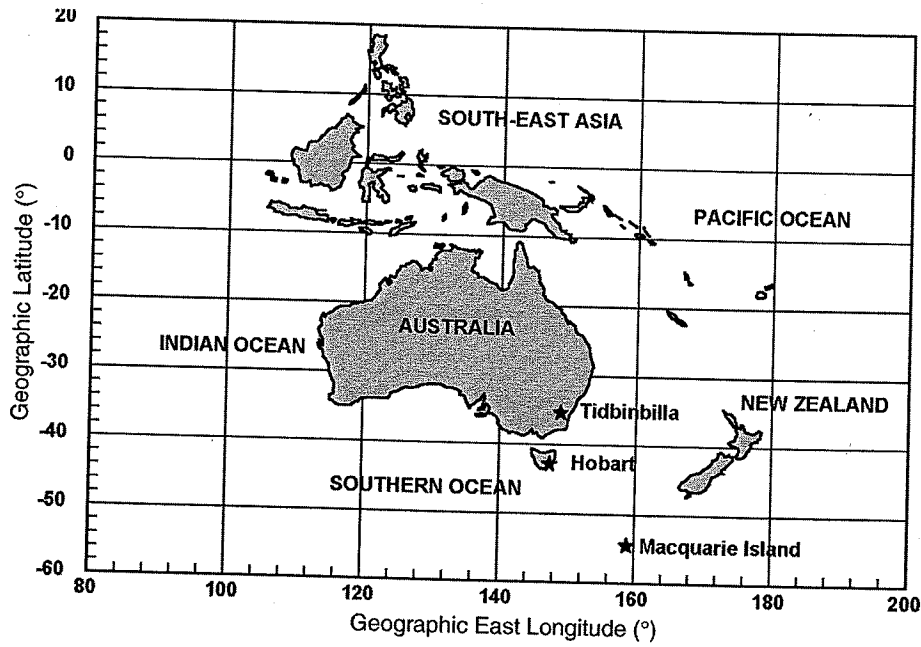 20
10
0
-10
-20
-30
-40
-50
-60
Geographic Latitude (°)
SOUTH-EAST ASIA
PACIFIC OCEAN
AUSTRALIA
INDIAN OCEAN
Tidbinbilla
NEW ZEALAND
Hobart
SOUTHERN OCEAN
Macquarie Island
80 100 120 140 160 180 200
Geographic East Longitude (°)